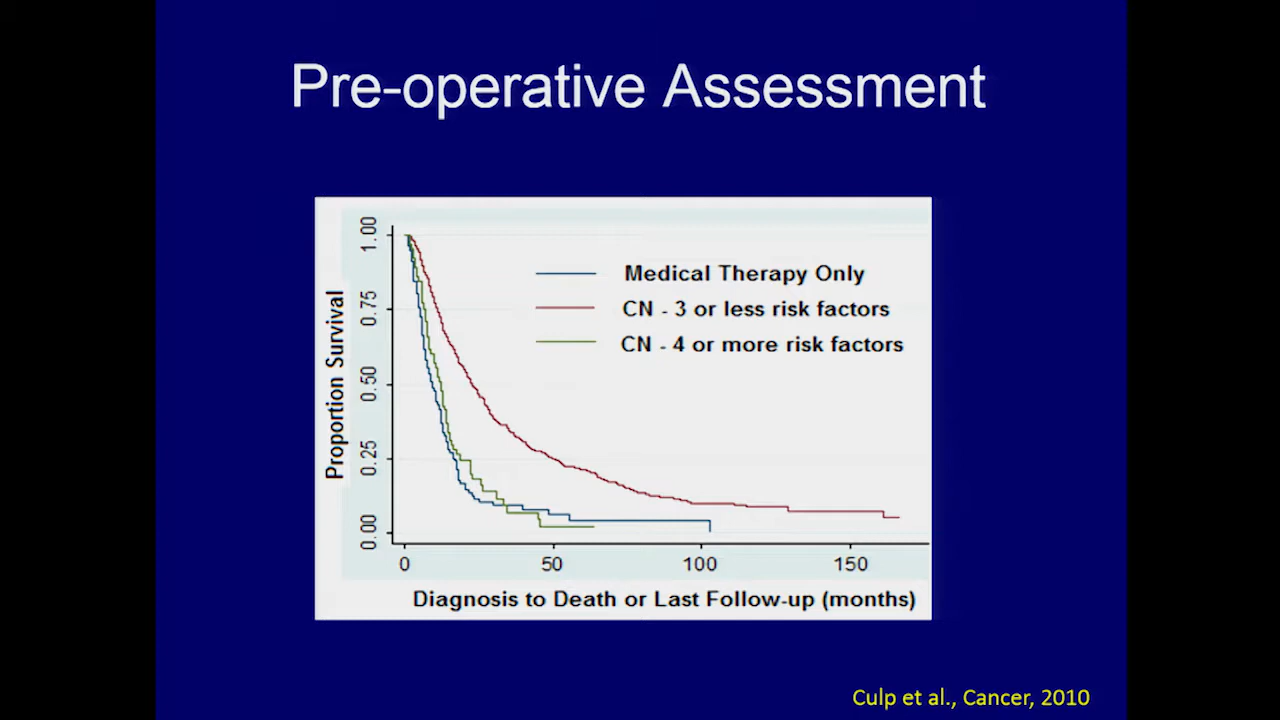 Pre-operative Assessment
Medical Therapy Only
CN - 3 or less risk factors
CN - 4 or more risk factors
Proportion Survival
1.00
0.75
0.50
0.25
0.00
0 50 100 150
Diagnosis to Death or Last Follow-up (months)
Culp et al., Cancer, 2010